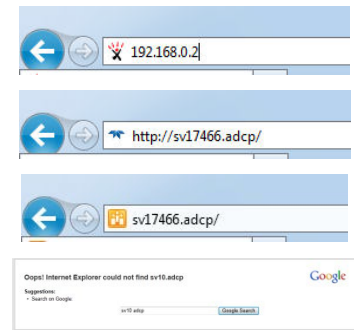 192.168.0.2
http://sv17466.adcp/
sv17466.adcp/
Oops! Internet Explorer could not find sv10.adcp
Google
Suggestions:
Search on Google:
sv10 adcp
Google Search